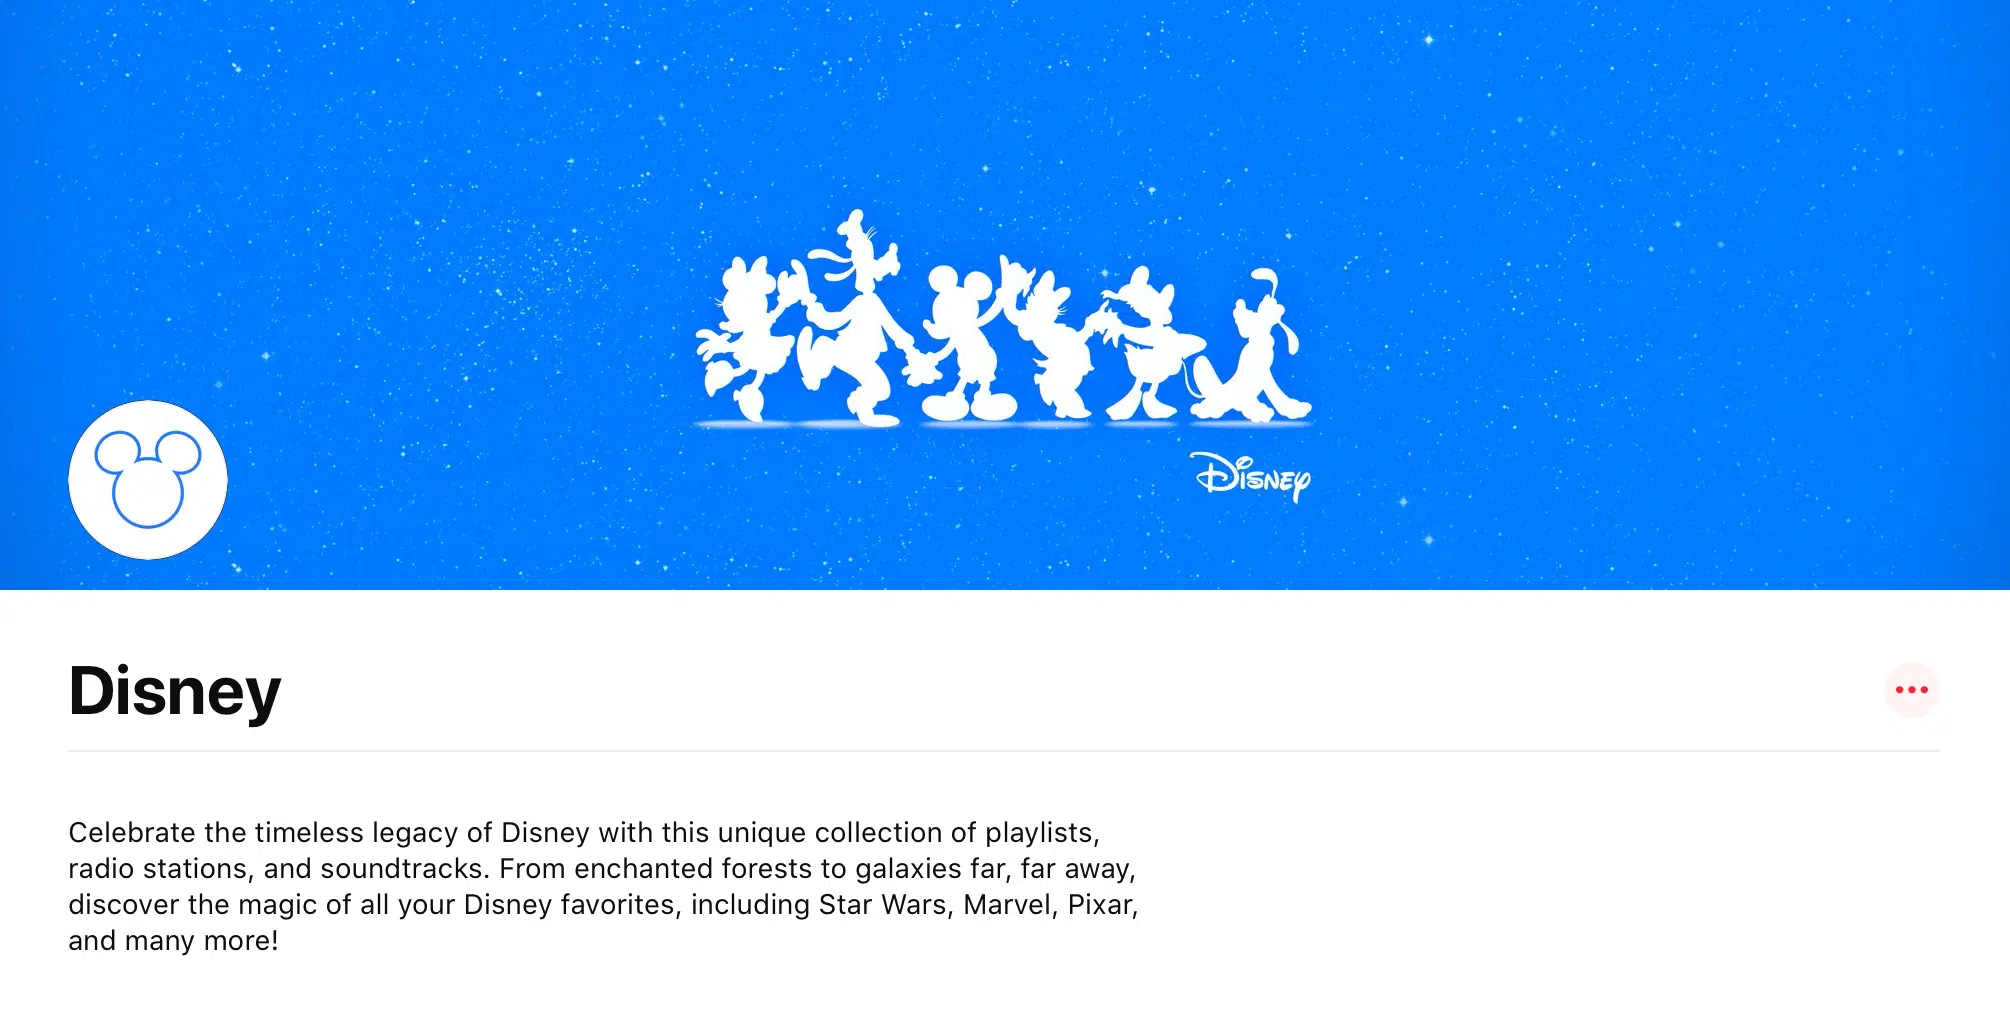 Disney
Disney
Celebrate the timeless legacy of Disney with this unique collection of playlists,
radio stations, and soundtracks. From enchanted forests to galaxies far, far away,
discover the magic of all your Disney favorites, including Star Wars, Marvel, Pixar,
and many more!